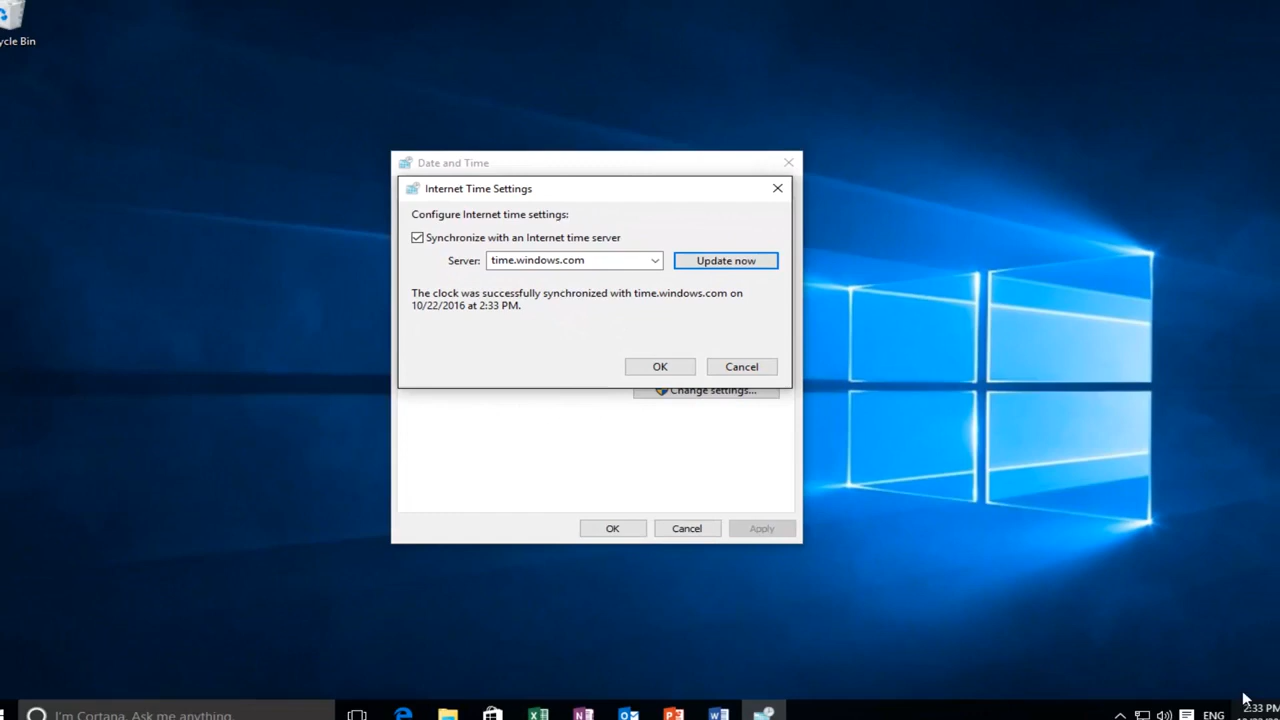 cycle Bin
Date and Time
Internet Time Settings
Configure Internet time settings:
Synchronize with an Internet time server
Server: time.windows.com Update now
The clock was successfully synchronized with time.windows.com on
10/22/2016 at 2:33 PM.
OK Cancel
Change settings...
OK Cancel Apply
I'm Cortana. Ask me anything.
ENG
2:33 PM